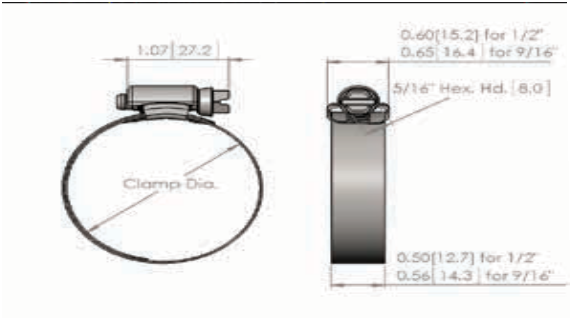 0.60[15.2] for 1/2"
0.65[16.4] for 9/16"
1.07[27.2]
5/16" Hex. Hd.[8.0]
Clamp Dia.
0.50[12.7] for 1/2"
0.56[14.3] for 9/16"